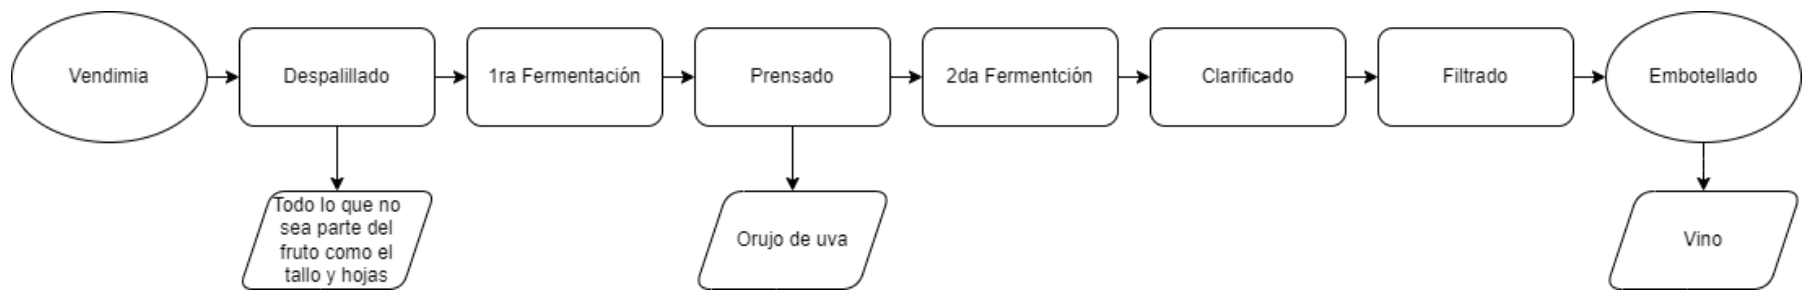 Vendimia
Despalillado
1ra Fermentación
Prensado
2da Fermentción
Clarificado
Filtrado
Embotellado
Todo lo que no
sea parte del
fruto como el
tallo y hojas
Orujo de uva
Vino